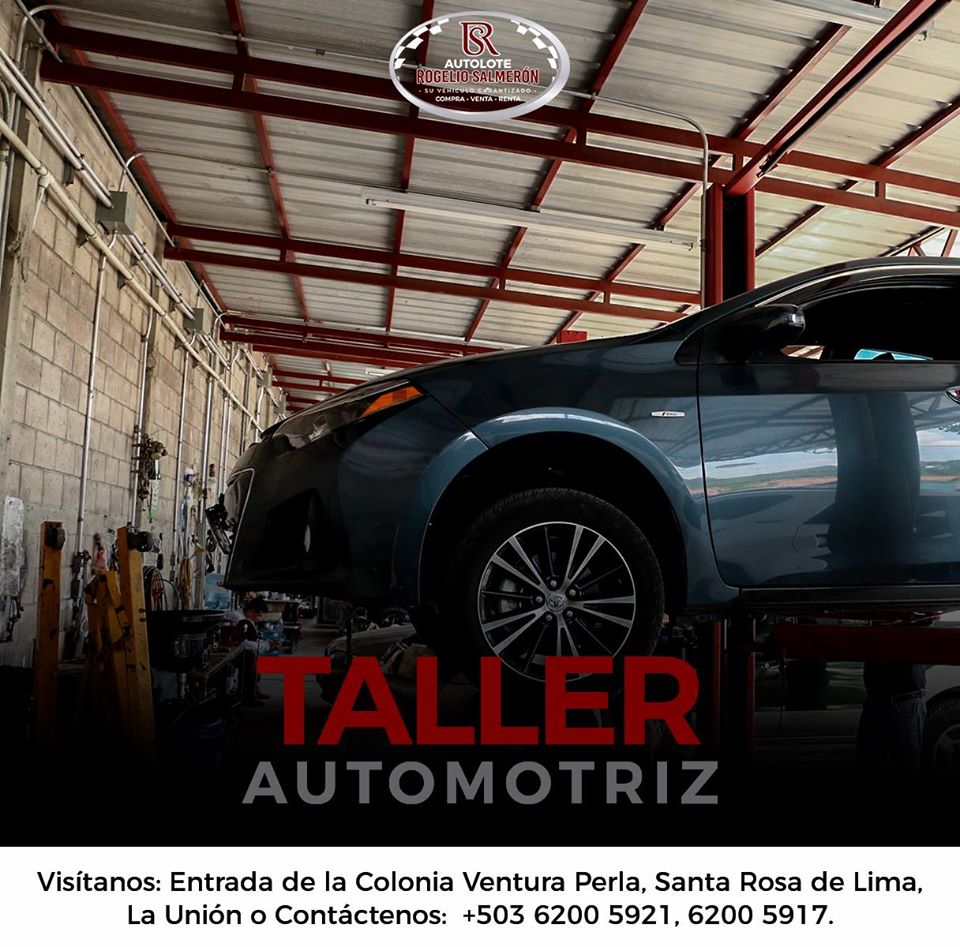 RS
AUTOLOTE
ROGELIO SALMERÓN
· SU VEHICULO GARANTIZADO ·
COMPRA · VENTA · RENTA
TALLER
AUTOMOTRIZ
Visítanos: Entrada de la Colonia Ventura Perla, Santa Rosa de Lima,
La Unión o Contáctenos: +503 6200 5921, 6200 5917.